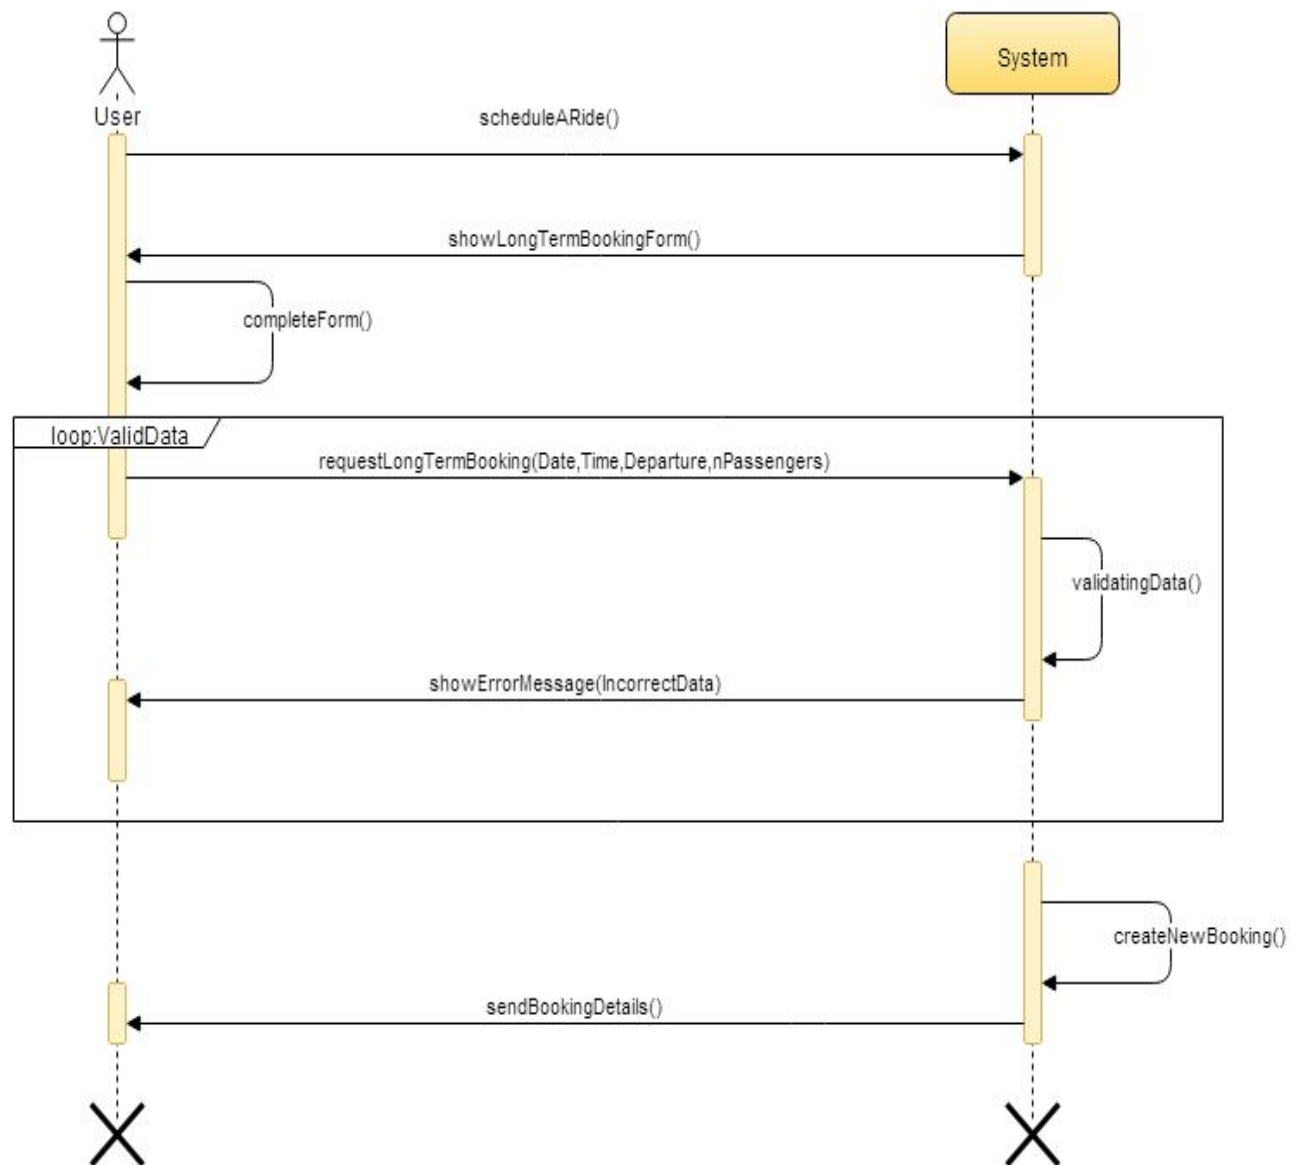 System
User
scheduleARide()
showLongTermBookingForm()
completeForm()
loop:ValidData
requestLongTermBooking(Date,Time,Departure,nPassengers)
validatingData()
showErrorMessage(IncorrectData)
createNewBooking()
sendBookingDetails()